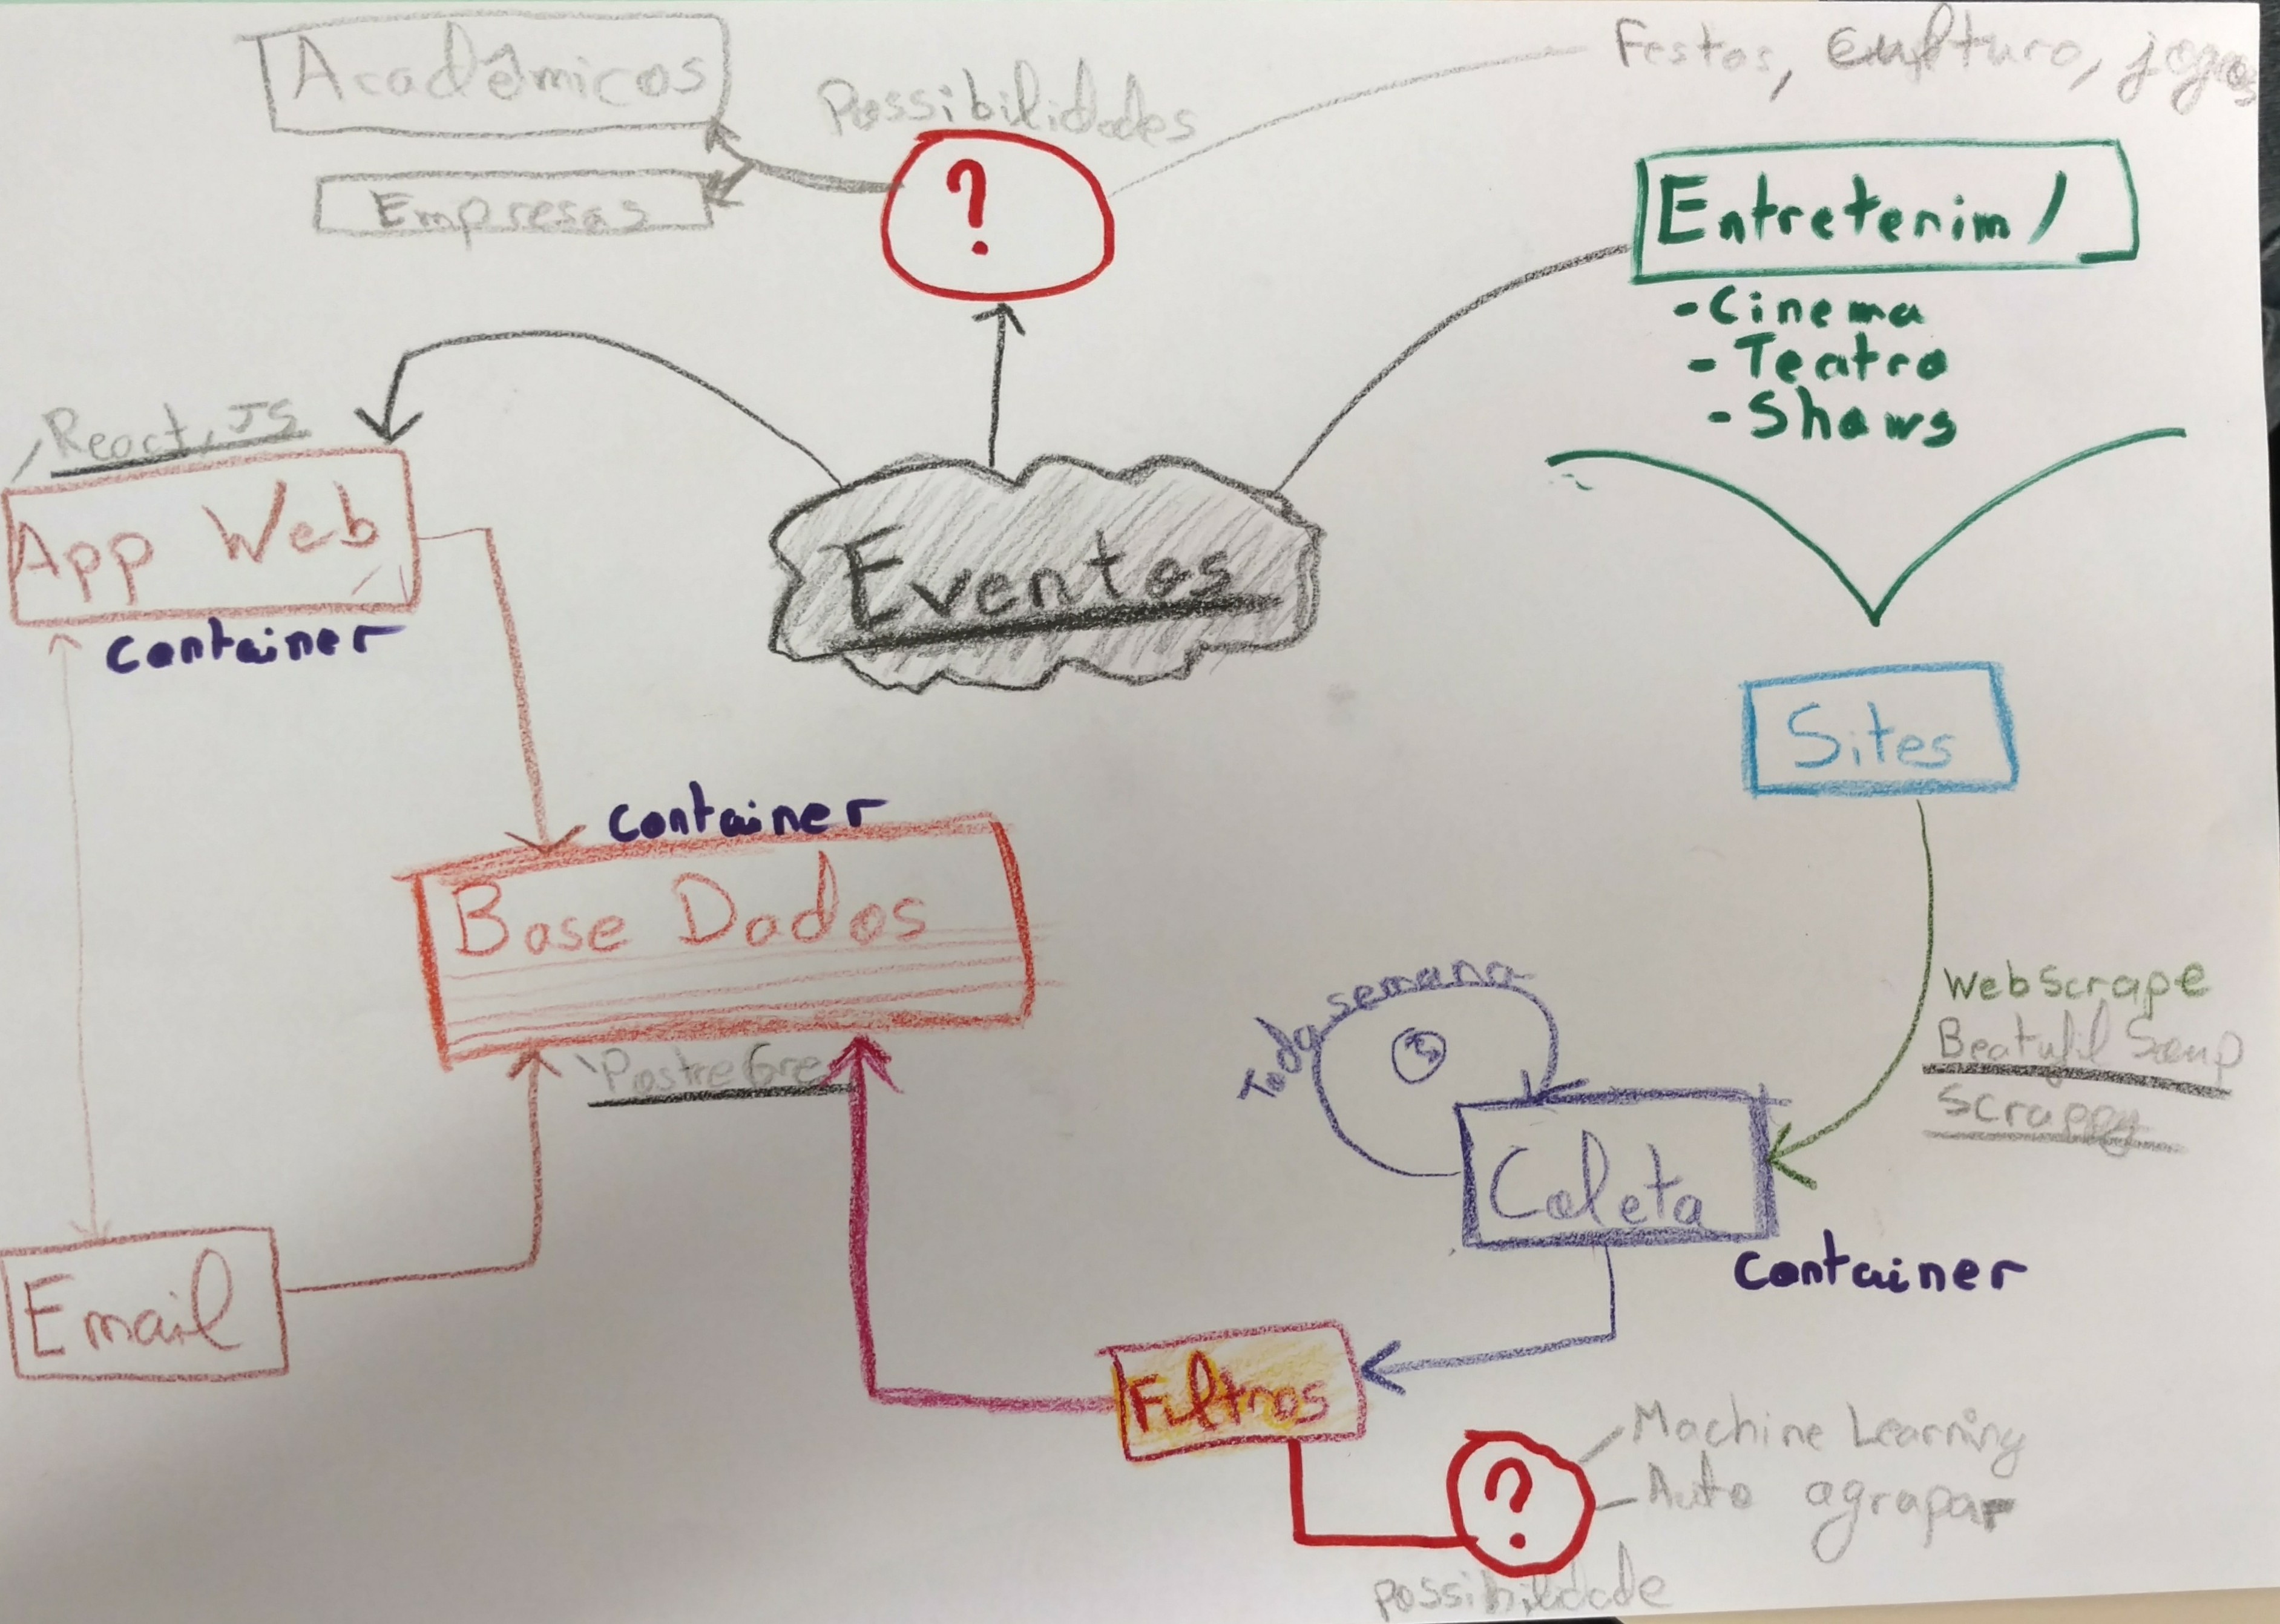 Acadêmicos
Empresas
Possibilidades
?
Festas, cultura, jogos
Entretenim/
-Cinema
- Teatro
- Shows
React, JS
App Web
container
Eventos
Sites
container
Base Dados
Toda semana
WebScrape
Beatufil Soup
Scrappy
PostreGre
Coleta
container
Email
Filtros
?
Machine Learning
Auto agrupar
possibilidade